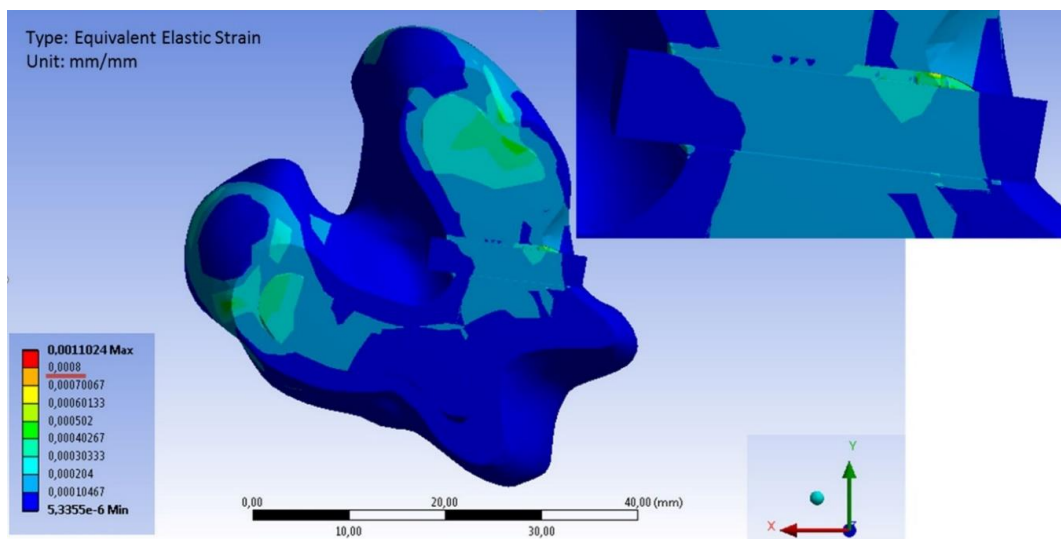 Type: Equivalent Elastic Strain
Unit: mm/mm
0,0011024 Max
0,0008
0,00070067
0,00060133
0,000502
0,00040267
0,00030333
0,000204
0,00010467
5,3355e-6 Min
0,00 20,00 40,00 (mm)
10,00 30,00
Y
X